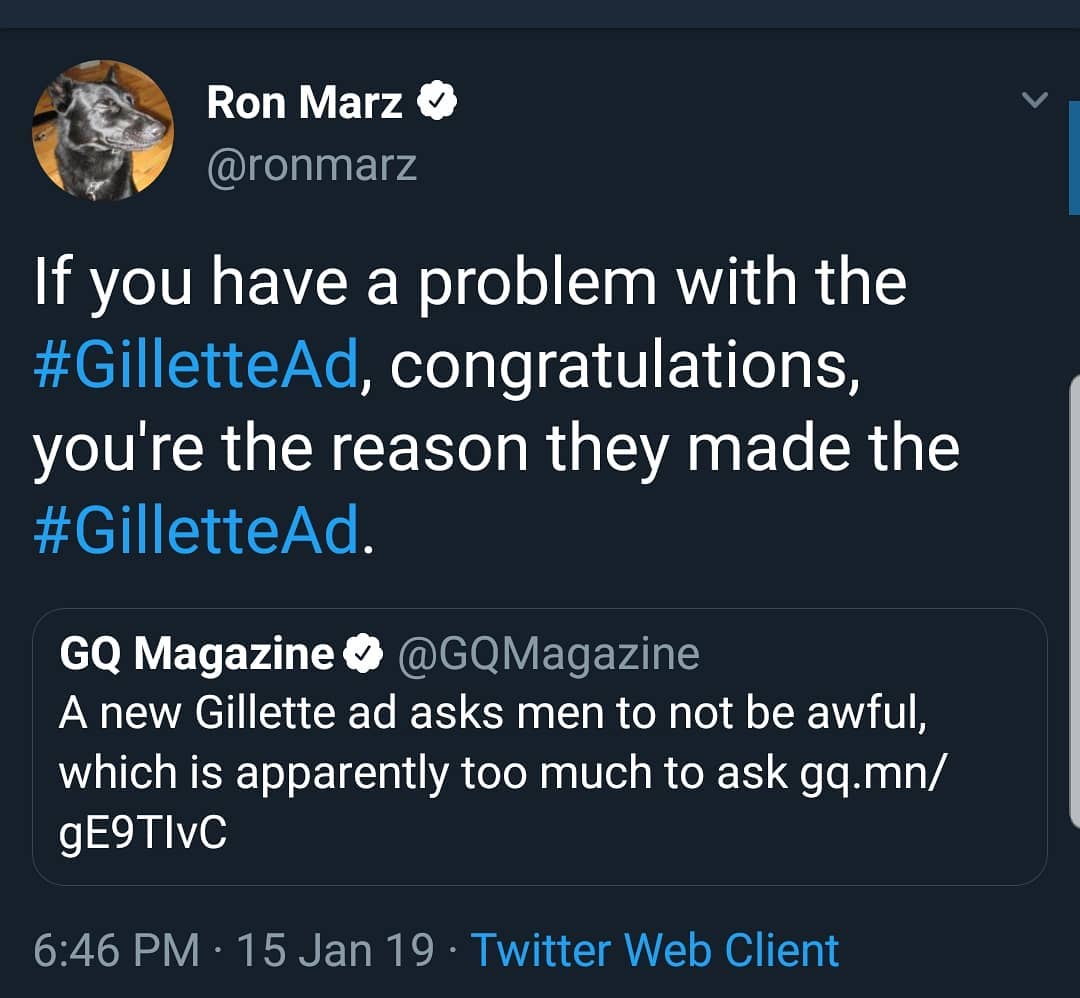 Ron Marz
@ronmarz
If you have a problem with the
#GilletteAd, congratulations,
you're the reason they made the
#GilletteAd.
GQ Magazine @GQMagazine
A new Gillette ad asks men to not be awful,
which is apparently too much to ask gq.mn/
gE9TIvC
6:46 PM · 15 Jan 19 · Twitter Web Client